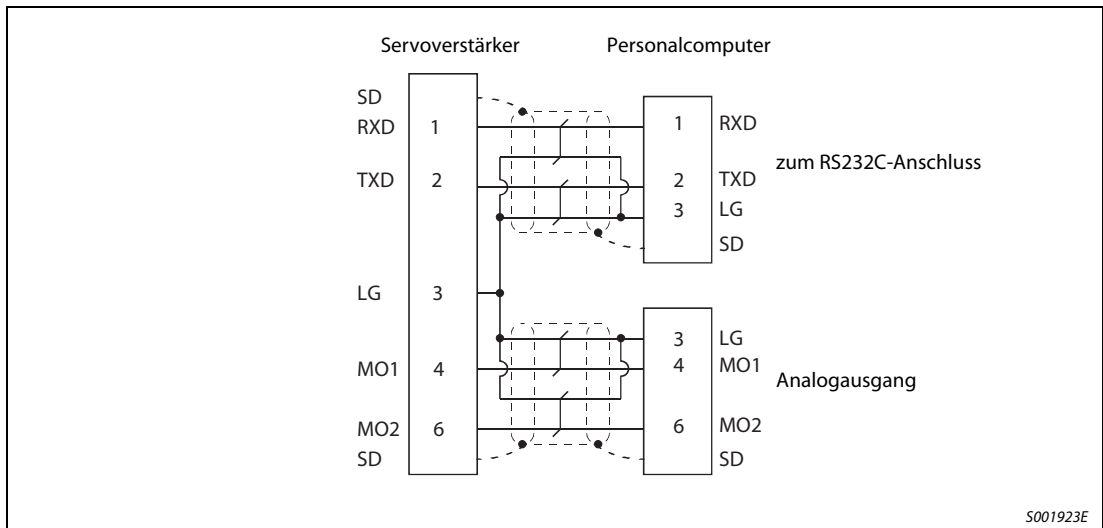 Servoverstärker Personalcomputer
SD
RXD 1 1 RXD
zum RS232C-Anschluss
TXD 2 2 TXD
3 LG
SD
LG 3
3 LG
MO1 4 4 MO1
Analogausgang
MO2 6 6 MO2
SD SD
S001923E